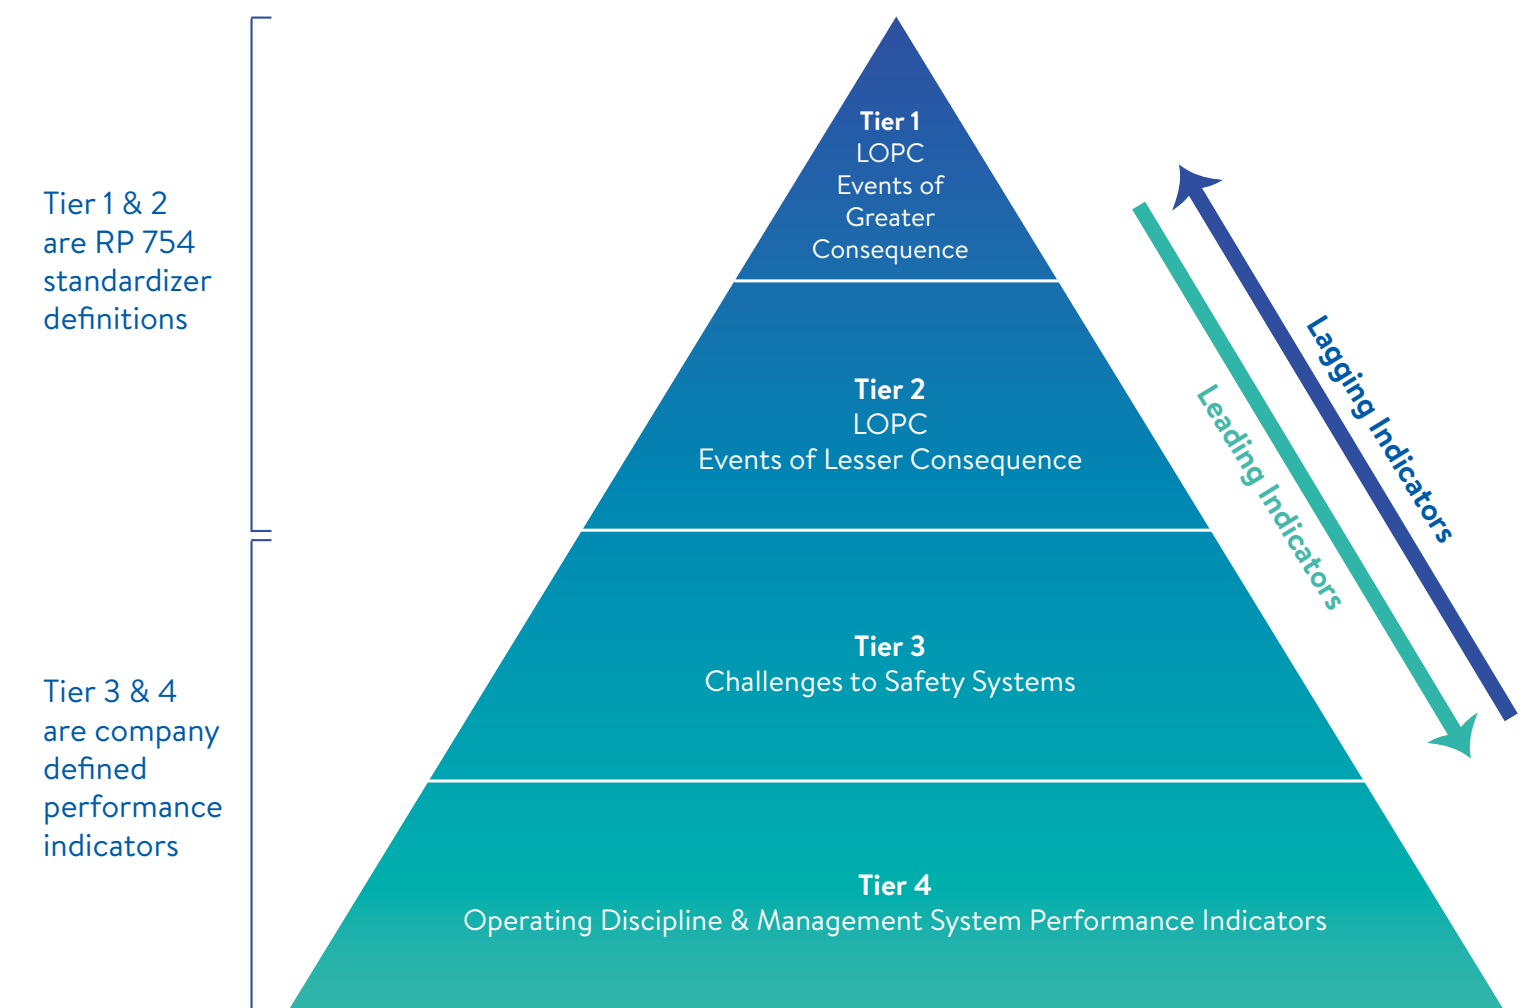 Tier 1 & 2
are RP 754
standardizer
definitions
Tier 3 & 4
are company
defined
performance
indicators
Tier 1
LOPC
Events of
Greater
Consequence
Tier 2
LOPC
Events of Lesser Consequence
Tier 3
Challenges to Safety Systems
Tier 4
Operating Discipline & Management System Performance Indicators
Leading Indicators
Lagging Indicators